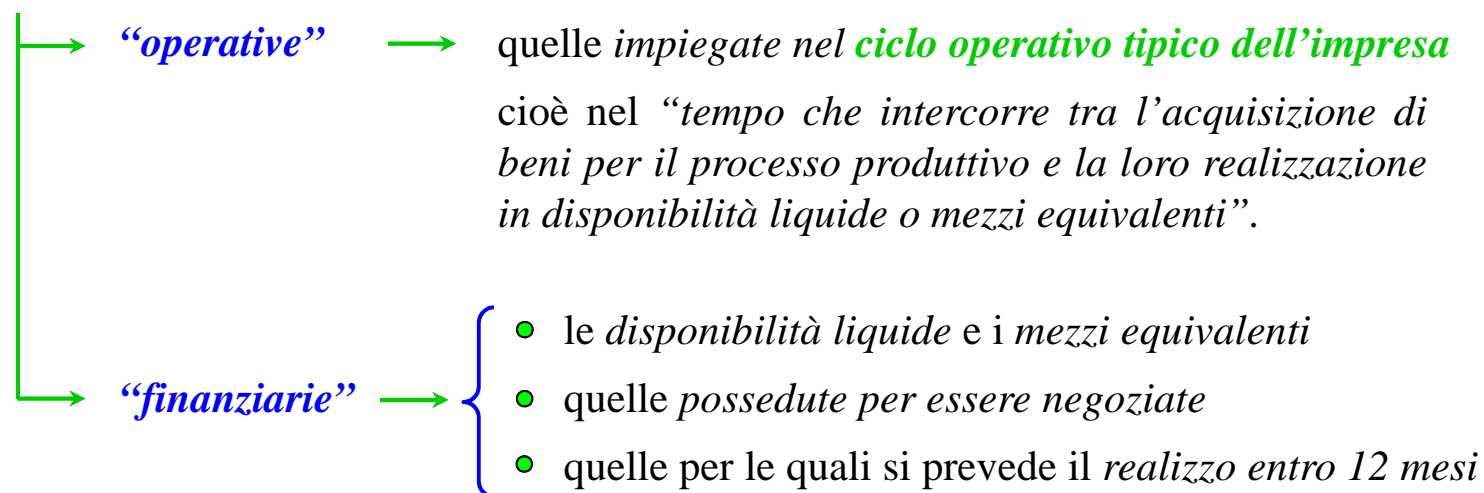 “operative” quelle impiegate nel ciclo operativo tipico dell’impresa
cioè nel “tempo che intercorre tra l’acquisizione di
beni per il processo produttivo e la loro realizzazione
in disponibilità liquide o mezzi equivalenti”.
le disponibilità liquide e i mezzi equivalenti
“finanziarie” quelle possedute per essere negoziate
quelle per le quali si prevede il realizzo entro 12 mesi